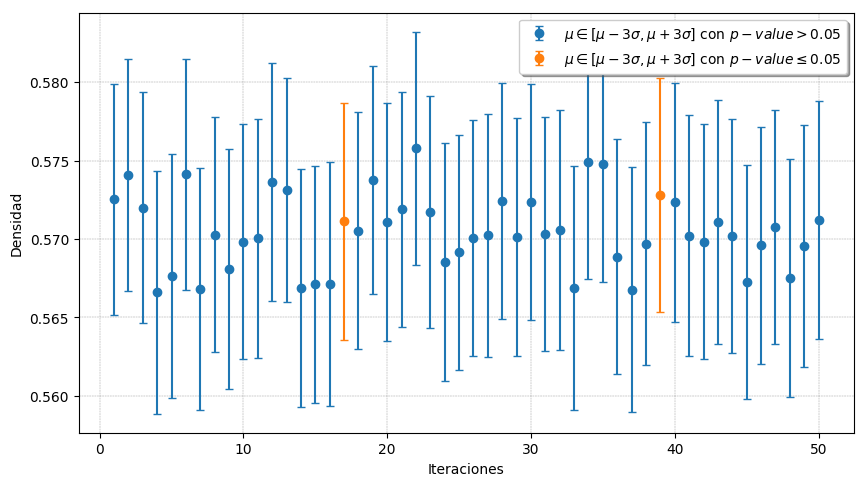 μ ∈ [μ − 3σ, μ + 3σ] con p − value > 0.05
μ ∈ [μ − 3σ, μ + 3σ] con p − value ≤ 0.05
0.580
0.575
0.570
0.565
0.560
Densidad
0 10 20 30 40 50
Iteraciones